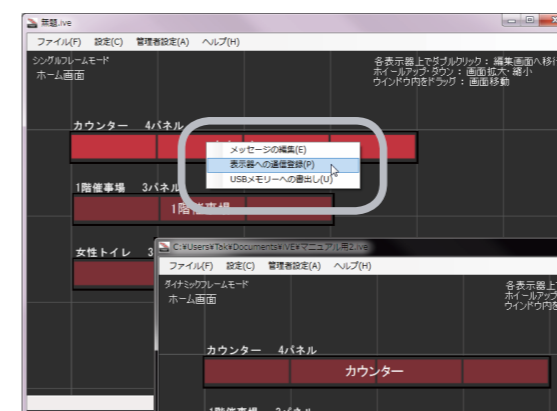 無題.ive
ファイル(F) 設定(C) 管理者設定(A) ヘルプ(H)
シングルフレームモード
ホーム画面
各表示器上でダブルクリック：編集画面へ移行
ホイールアップ・ダウン：画面拡大・縮小
ウインドウ内をドラッグ：画面移動
カウンター 4パネル
メッセージの編集(E)
表示器への通信登録(P)
USBメモリーへの書出し(U)
1階催事場 3パネル
1階催事場
女性トイレ 3
C:¥Users¥Tak¥Documents¥iVE¥マニュアル用2.ive
ファイル(F) 設定(C) 管理者設定(A) ヘルプ(H)
ダイナミックフレームモード
ホーム画面
各表示器上で
ホイールアップ
ウインドウ内を
カウンター 4パネル
カウンター
1階催事場 3パネル